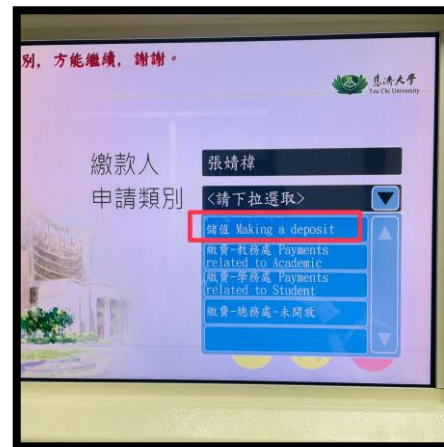 別，方能繼續，謝謝。
慈濟大學
Tzu Chi University
繳款人
張婧禕
申請類別
<請下拉選取>
儲值 Making a deposit
繳費-教務處 Payments
related to Academic
繳費-學務處 Payments
related to Student
繳費-總務處-未開放